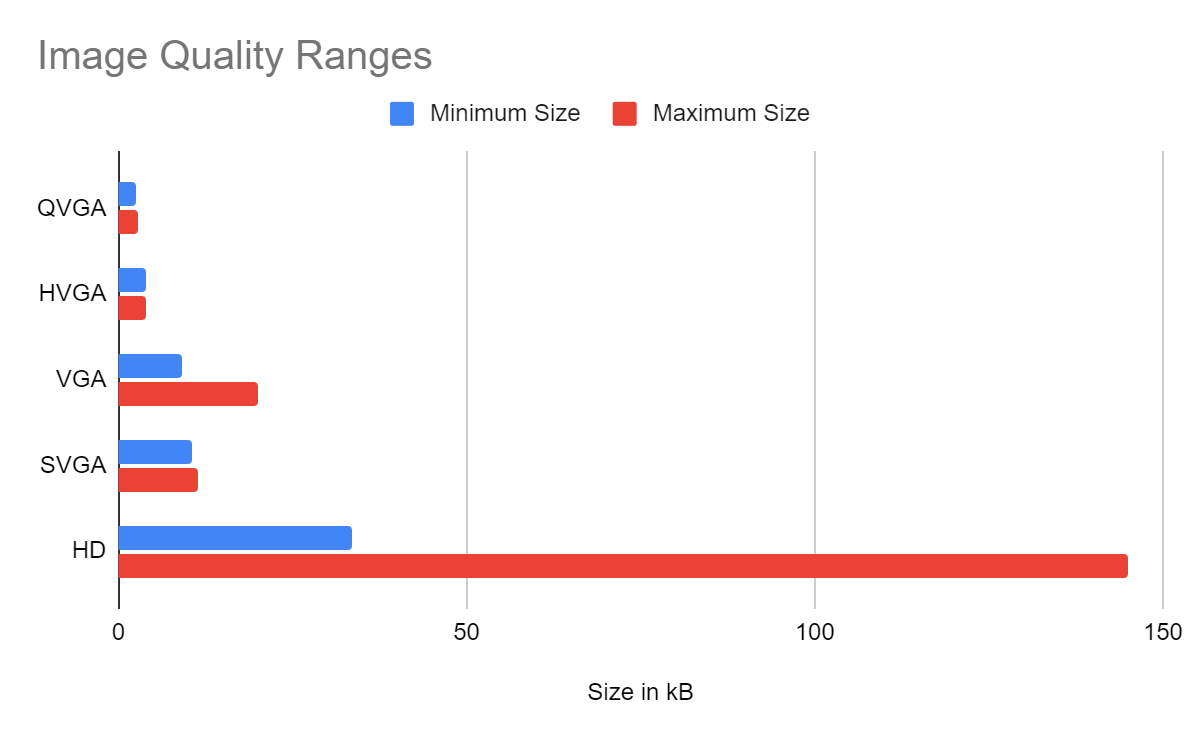 Image Quality Ranges
Minimum Size
Maximum Size
QVGA
HVGA
VGA
SVGA
HD
0
50
100
150
Size in kB